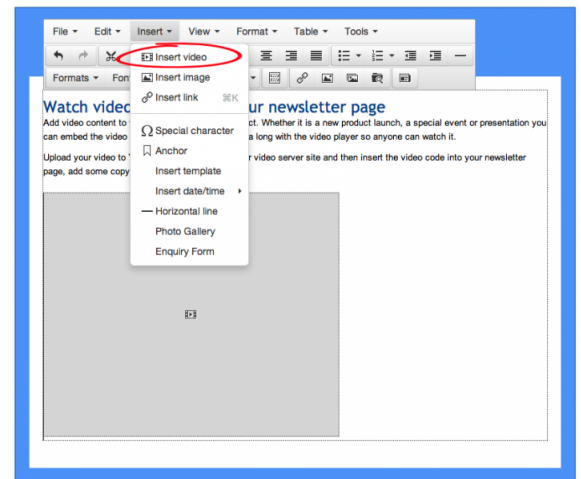 File Edit Insert View Format Table Tools
Insert video
Formats Fon
Insert image
Insert link ⌘K
Watch video ur newsletter page
Add video content to ct. Whether it is a new product launch, a special event or presentation you
can embed the video a long with the video player so anyone can watch it.
Special character
Anchor
Upload your video to r video server site and then insert the video code into your newsletter
page, add some copy
Insert template
Insert date/time
Horizontal line
Photo Gallery
Enquiry Form